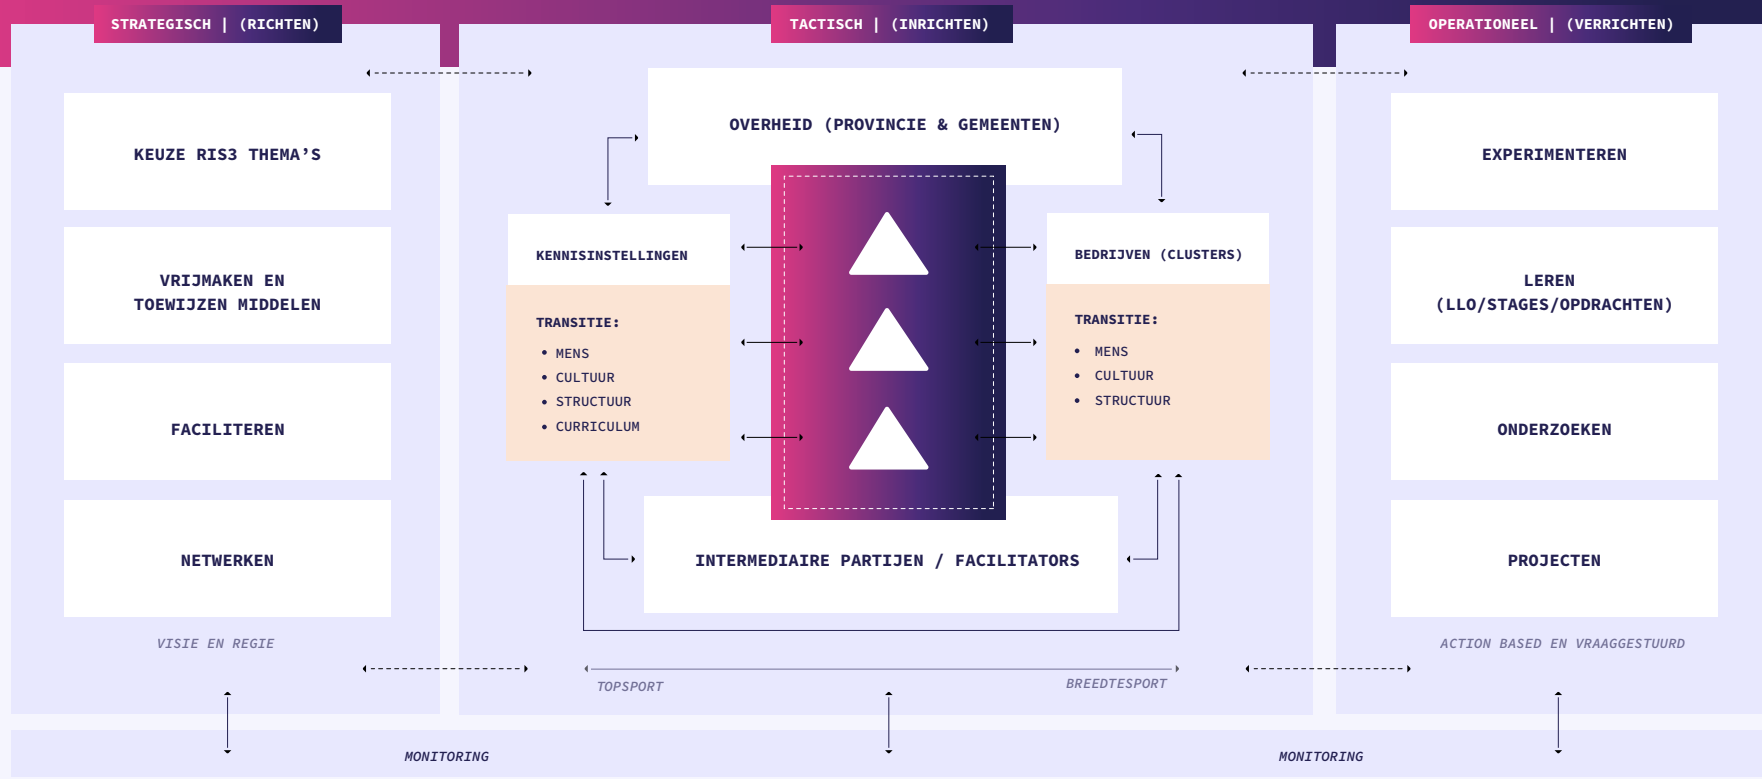 STRATEGISCH | (RICHTEN)
KEUZE RIS3 THEMA’S
VRIJMAKEN EN
TOEWIJZEN MIDDELEN
FACILITEREN
NETWERKEN
VISIE EN REGIE
TACTISCH | (INRICHTEN)
OVERHEID (PROVINCIE & GEMEENTEN)
KENNISINSTELLINGEN
TRANSITIE:
• MENS
• CULTUUR
• STRUCTUUR
• CURRICULUM
BEDRIJVEN (CLUSTERS)
TRANSITIE:
• MENS
• CULTUUR
• STRUCTUUR
INTERMEDIAIRE PARTIJEN / FACILITATORS
TOPSPORT
BREEDTESPORT
OPERATIONEEL | (VERRICHTEN)
EXPERIMENTEREN
LEREN
(LLO/STAGES/OPDRACHTEN)
ONDERZOEKEN
PROJECTEN
ACTION BASED EN VRAAGGESTUURD
MONITORING
MONITORING